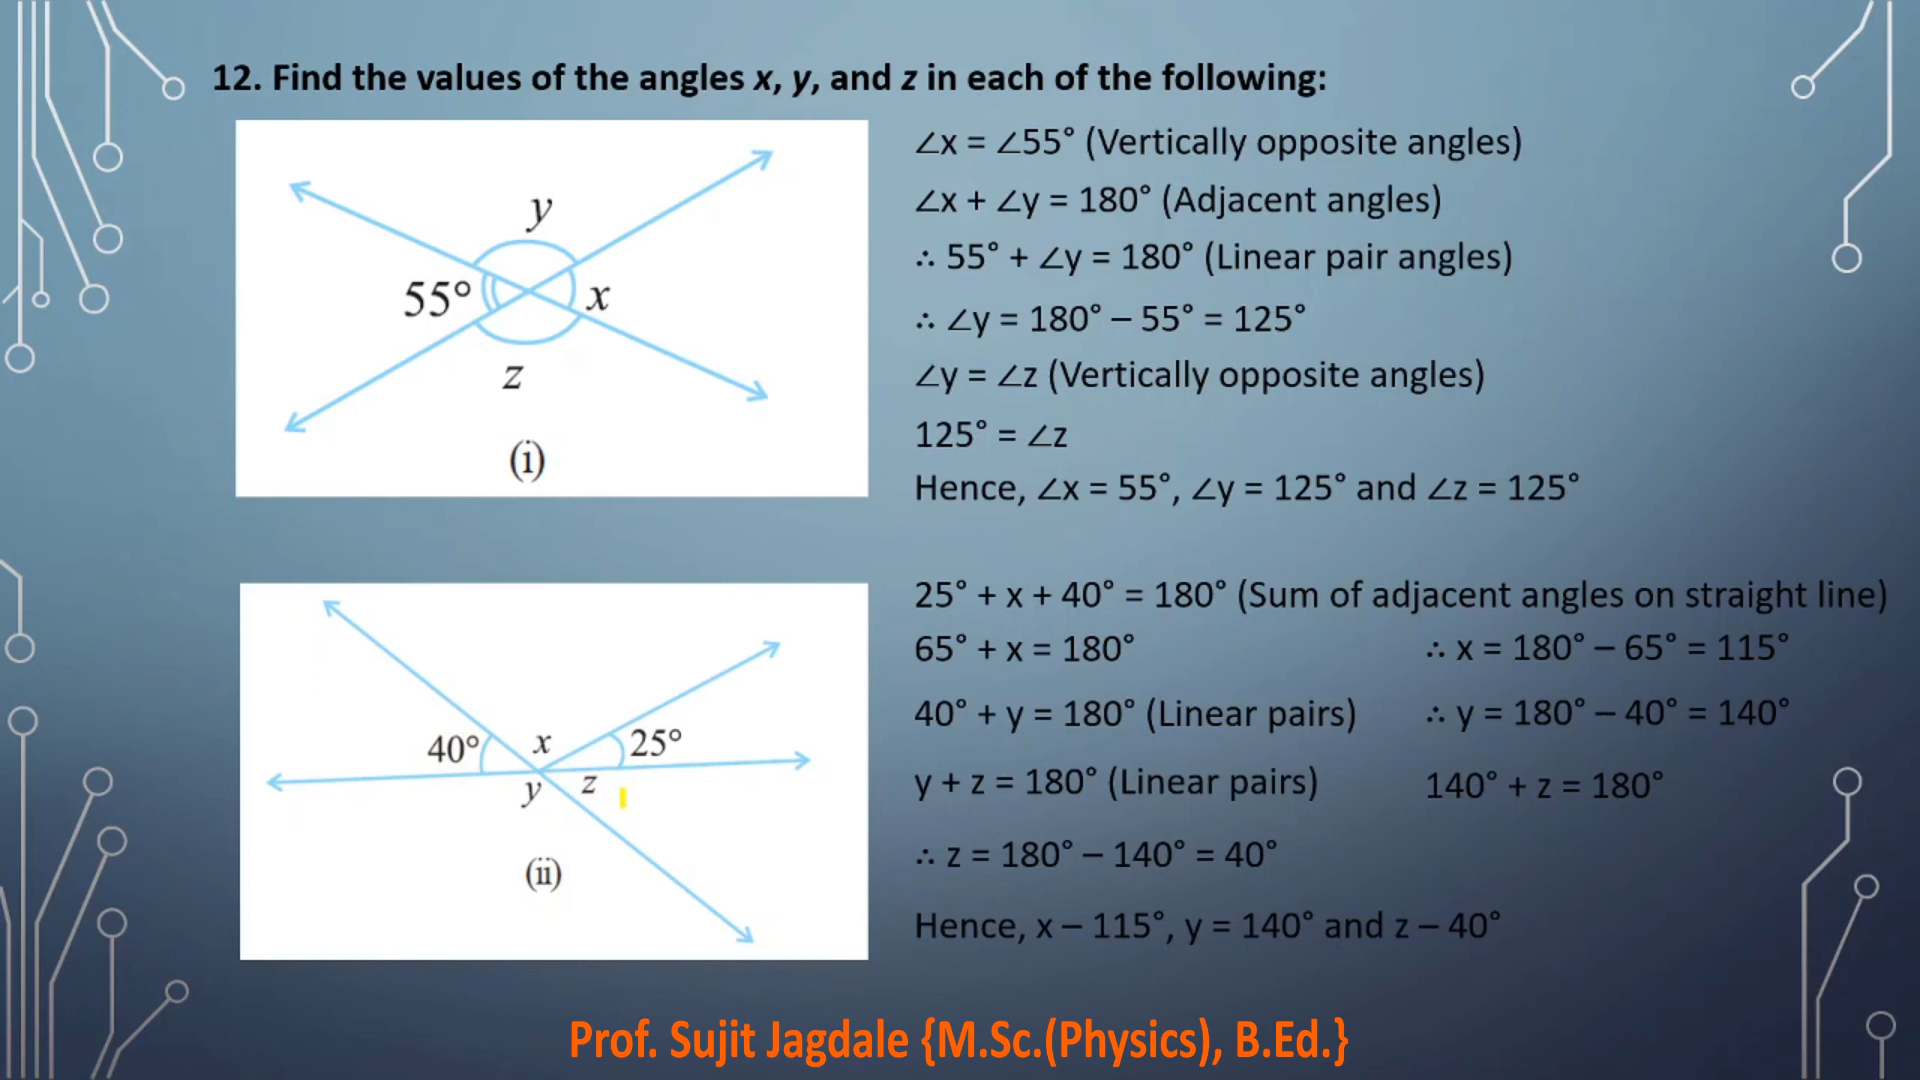 12. Find the values of the angles x, y, and z in each of the following:
y
55°
x
z
(i)
∠x = ∠55° (Vertically opposite angles)
∠x + ∠y = 180° (Adjacent angles)
∴ 55° + ∠y = 180° (Linear pair angles)
∴ ∠y = 180° – 55° = 125°
∠y = ∠z (Vertically opposite angles)
125° = ∠z
Hence, ∠x = 55°, ∠y = 125° and ∠z = 125°
40°
x
25°
y
z
(ii)
25° + x + 40° = 180° (Sum of adjacent angles on straight line)
65° + x = 180° ∴ x = 180° – 65° = 115°
40° + y = 180° (Linear pairs) ∴ y = 180° – 40° = 140°
y + z = 180° (Linear pairs) 140° + z = 180°
∴ z = 180° – 140° = 40°
Hence, x – 115°, y = 140° and z – 40°
Prof. Sujit Jagdale {M.Sc.(Physics), B.Ed.}